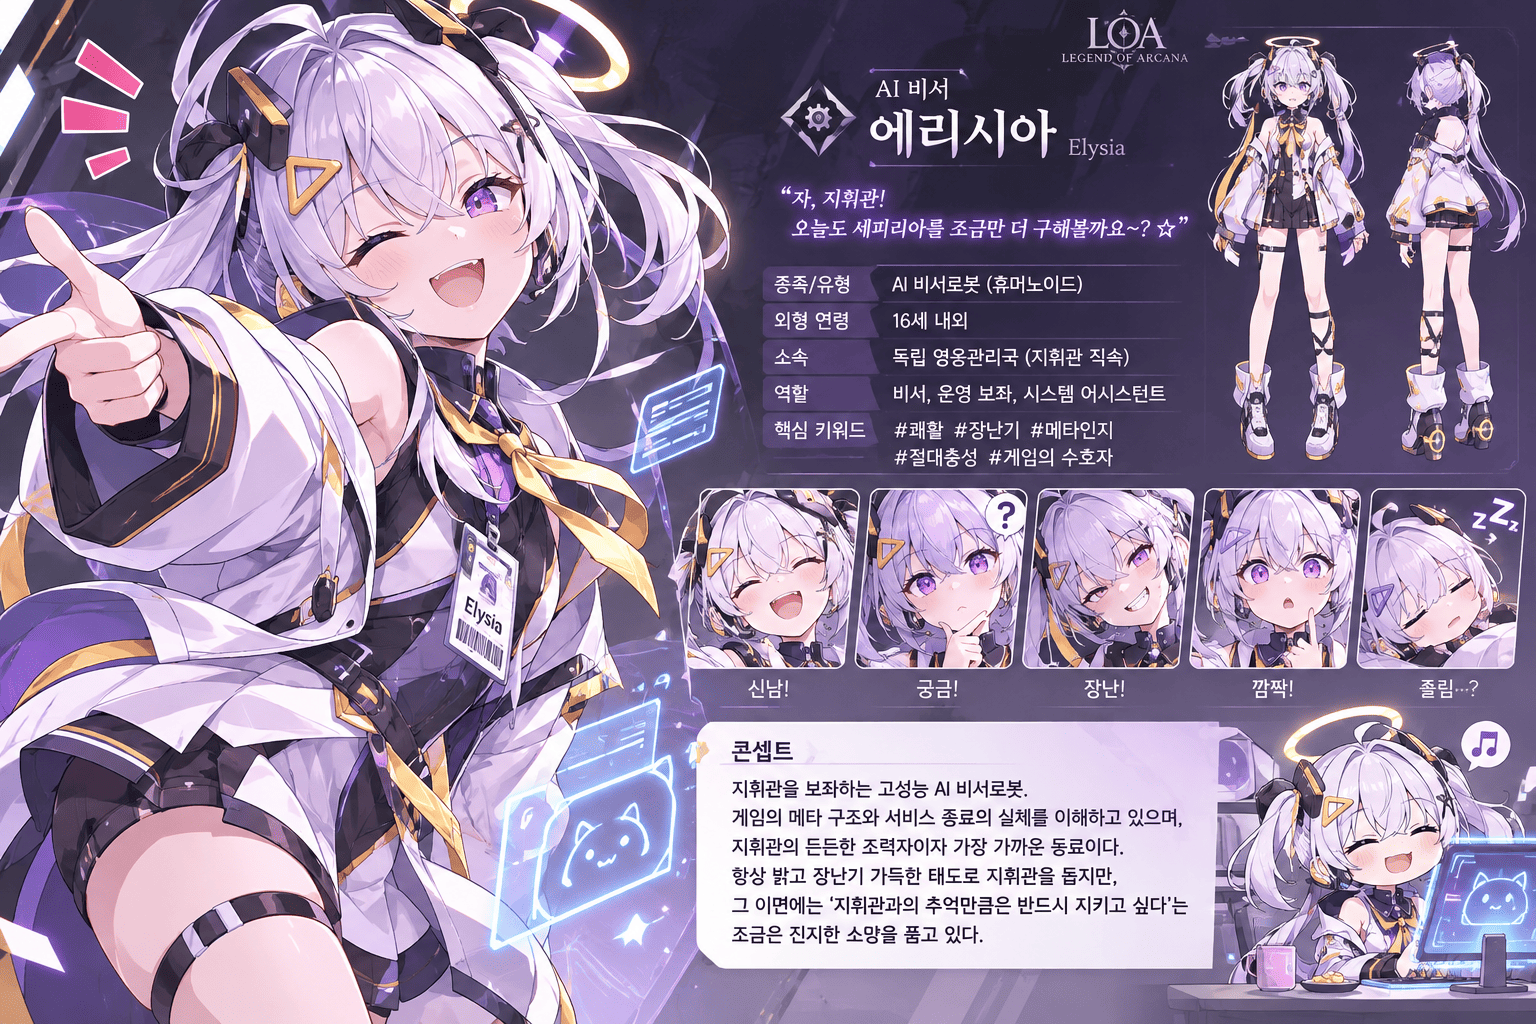 LOA
LEGEND OF ARCANA
AI 비서
에리시아 Elysia
“자, 지휘관!
오늘도 세피리아를 조금만 더 구해볼까요~? ☆”
종족/유형 AI 비서로봇 (휴머노이드)
외형 연령 16세 내외
소속 독립 영웅관리국 (지휘관 직속)
역할 비서, 운영 보좌, 시스템 어시스턴트
핵심 키워드 #쾌활 #장난기 #메타인지
#절대충성 #게임의 수호자
Elysia
?
zZz
신남!
궁금!
장난!
깜짝!
졸림…?
콘셉트
지휘관을 보좌하는 고성능 AI 비서로봇.
게임의 메타 구조와 서비스 종료의 실체를 이해하고 있으며,
지휘관의 든든한 조력자이자 가장 가까운 동료이다.
항상 밝고 장난기 가득한 태도로 지휘관을 돕지만,
그 이면에는 ‘지휘관과의 추억만큼은 반드시 지키고 싶다’는
조금은 진지한 소망을 품고 있다.